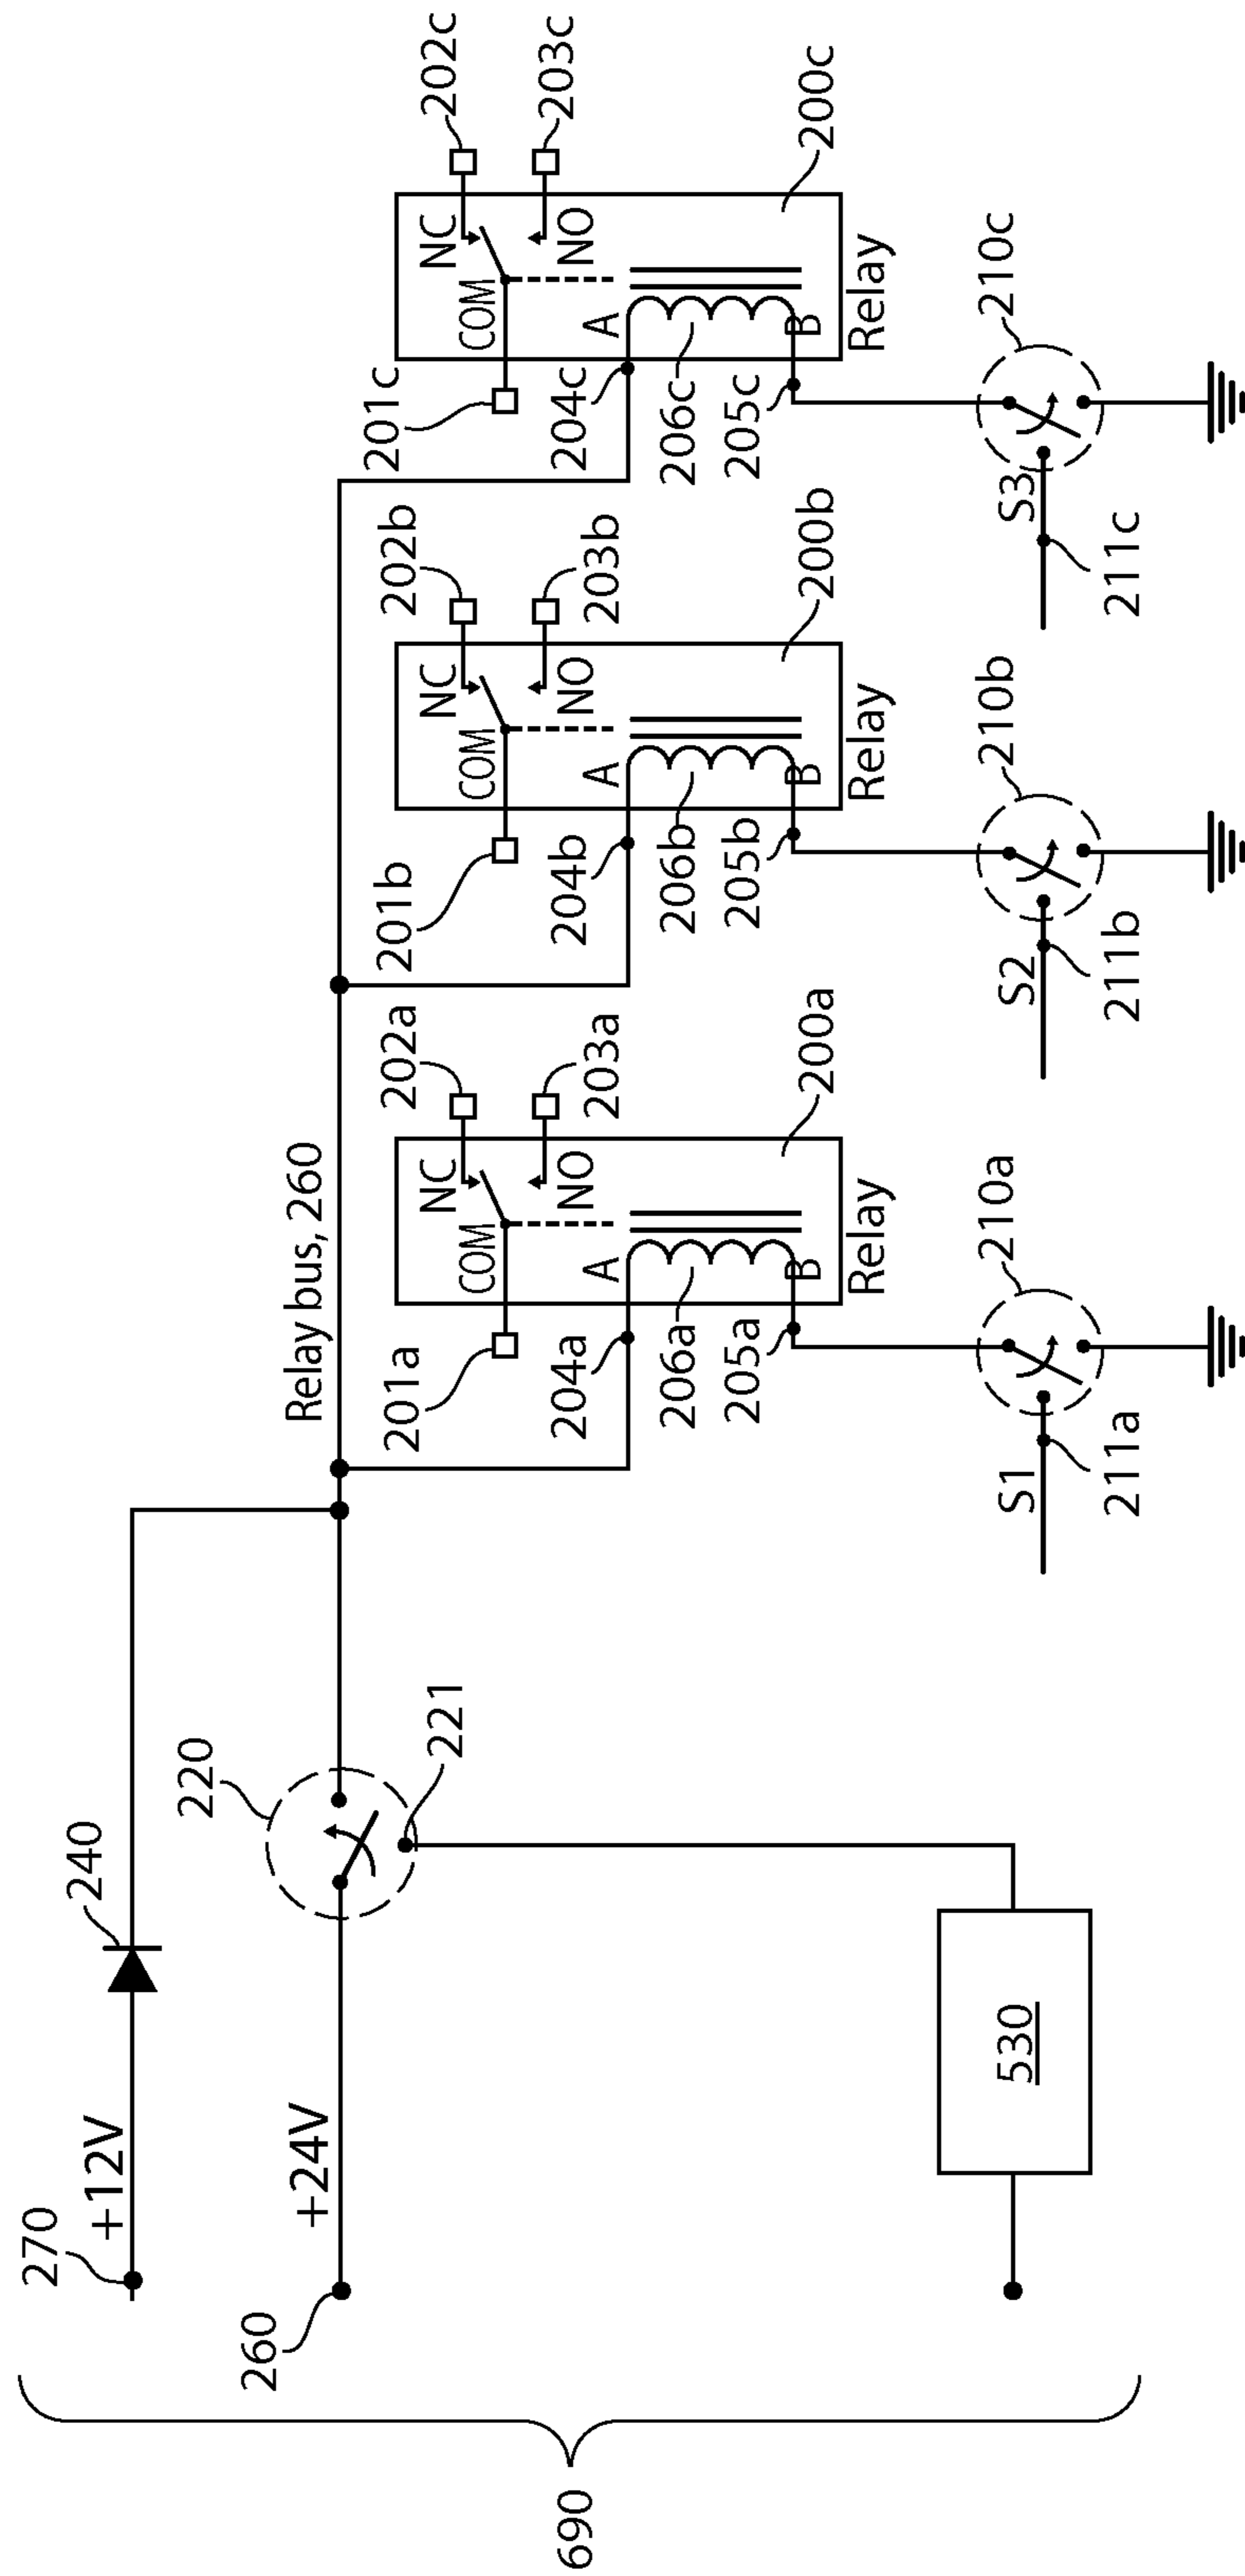 690
270
+12V
240
260
+24V
220
221
530
Relay bus, 260
201a
202a
203a
NC
COM
NO
A
B
204a
206a
205a
200a
Relay
210a
S1
211a
201b
202b
203b
NC
COM
NO
A
B
204b
206b
205b
200b
Relay
210b
S2
211b
201c
202c
203c
NC
COM
NO
A
B
204c
206c
205c
200c
Relay
210c
S3
211c